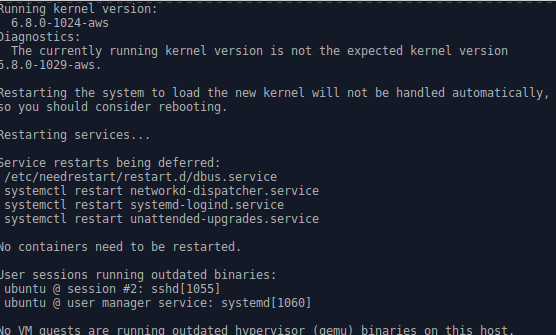 Running kernel version:
6.8.0-1024-aws
Diagnostics:
The currently running kernel version is not the expected kernel version
6.8.0-1029-aws.
Restarting the system to load the new kernel will not be handled automatically,
so you should consider rebooting.
Restarting services...
Service restarts being deferred:
/etc/needrestart/restart.d/dbus.service
systemctl restart networkd-dispatcher.service
systemctl restart systemd-logind.service
systemctl restart unattended-upgrades.service
No containers need to be restarted.
User sessions running outdated binaries:
ubuntu @ session #2: sshd[1055]
ubuntu @ user manager service: systemd[1060]
No VM guests are running outdated hypervisor (qemu) binaries on this host.